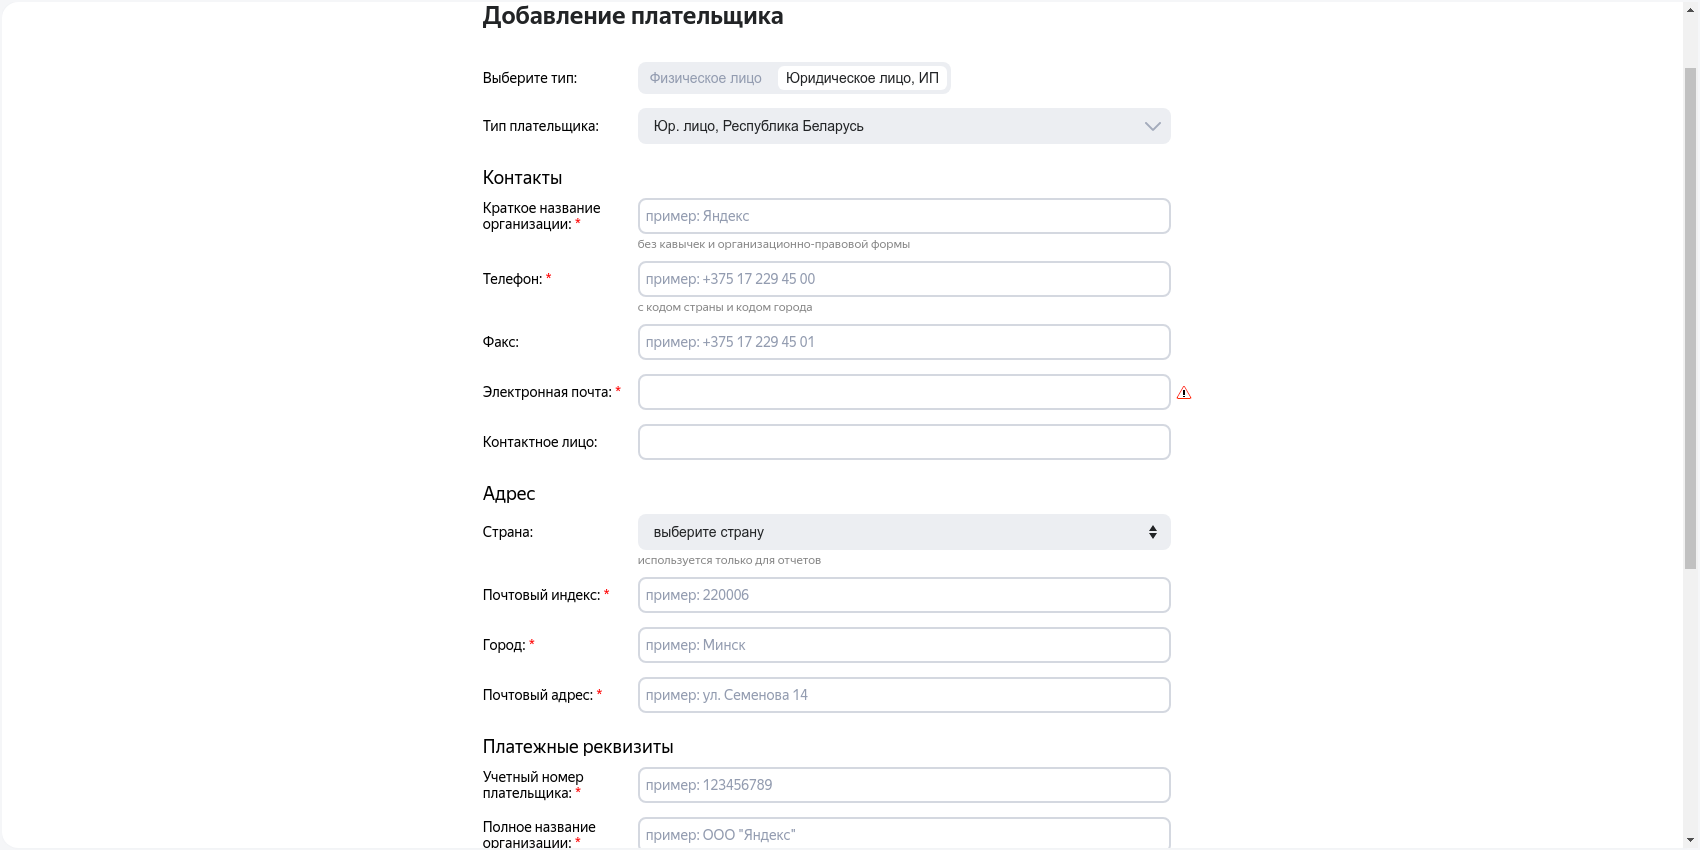 Добавление плательщика
Выберите тип:
Физическое лицо
Юридическое лицо, ИП
Тип плательщика:
Юр. лицо, Республика Беларусь
Контакты
Краткое название
организации: *
пример: Яндекс
без кавычек и организационно-правовой формы
Телефон: *
пример: +375 17 229 45 00
с кодом страны и кодом города
Факс:
пример: +375 17 229 45 01
Электронная почта: *
Контактное лицо:
Адрес
Страна:
выберите страну
используется только для отчетов
Почтовый индекс: *
пример: 220006
Город: *
пример: Минск
Почтовый адрес: *
пример: ул. Семенова 14
Платежные реквизиты
Учетный номер
плательщика: *
пример: 123456789
Полное название
организации: *
пример: ООО "Яндекс"